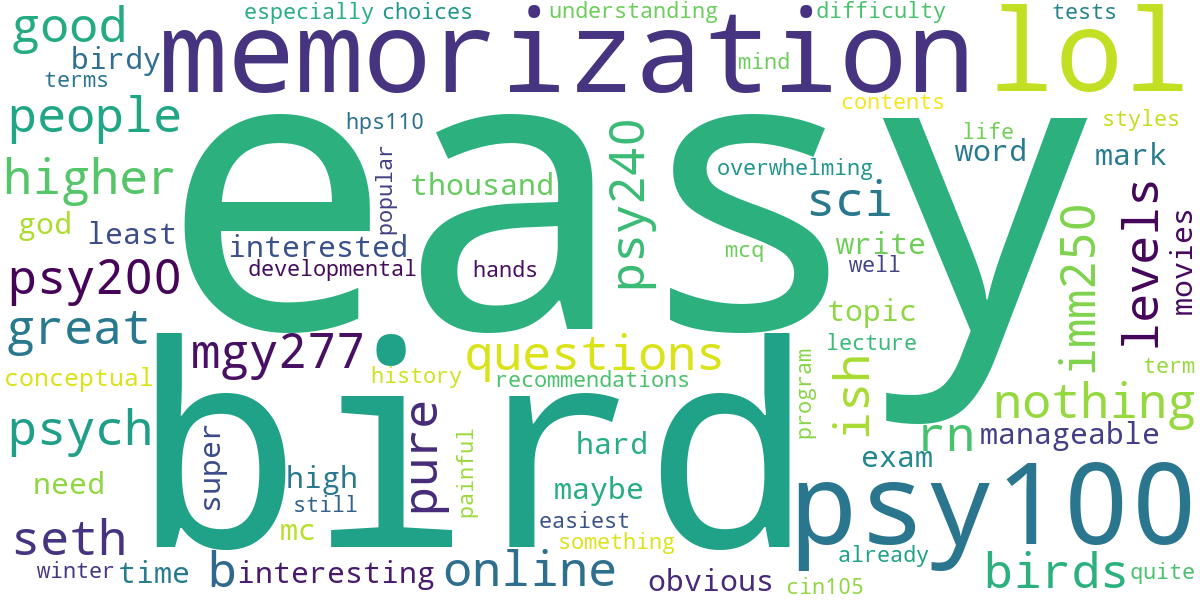 especially
choices
understanding
difficulty
tests
good
memorization
lol
birdy
mind
terms
people
contents
hps110
psy240
life
styles
easy
popular
overwhelming
word
mark
higher
thousand
sci
levels
god
least
interested
mcq
write
imm250
movies
developmental
hands
well
psy200
topic
great
mgy277
questions
lecture
conceptual
history
recommendations
program
ish
term
bird
nothing
psych
pure
hard
rn
manageable
super
painful
need
high
maybe
exam
psy100
still
seth
mc
easiest
something
already
winter
time
b
interesting
online
obvious
cin105
birds
quite